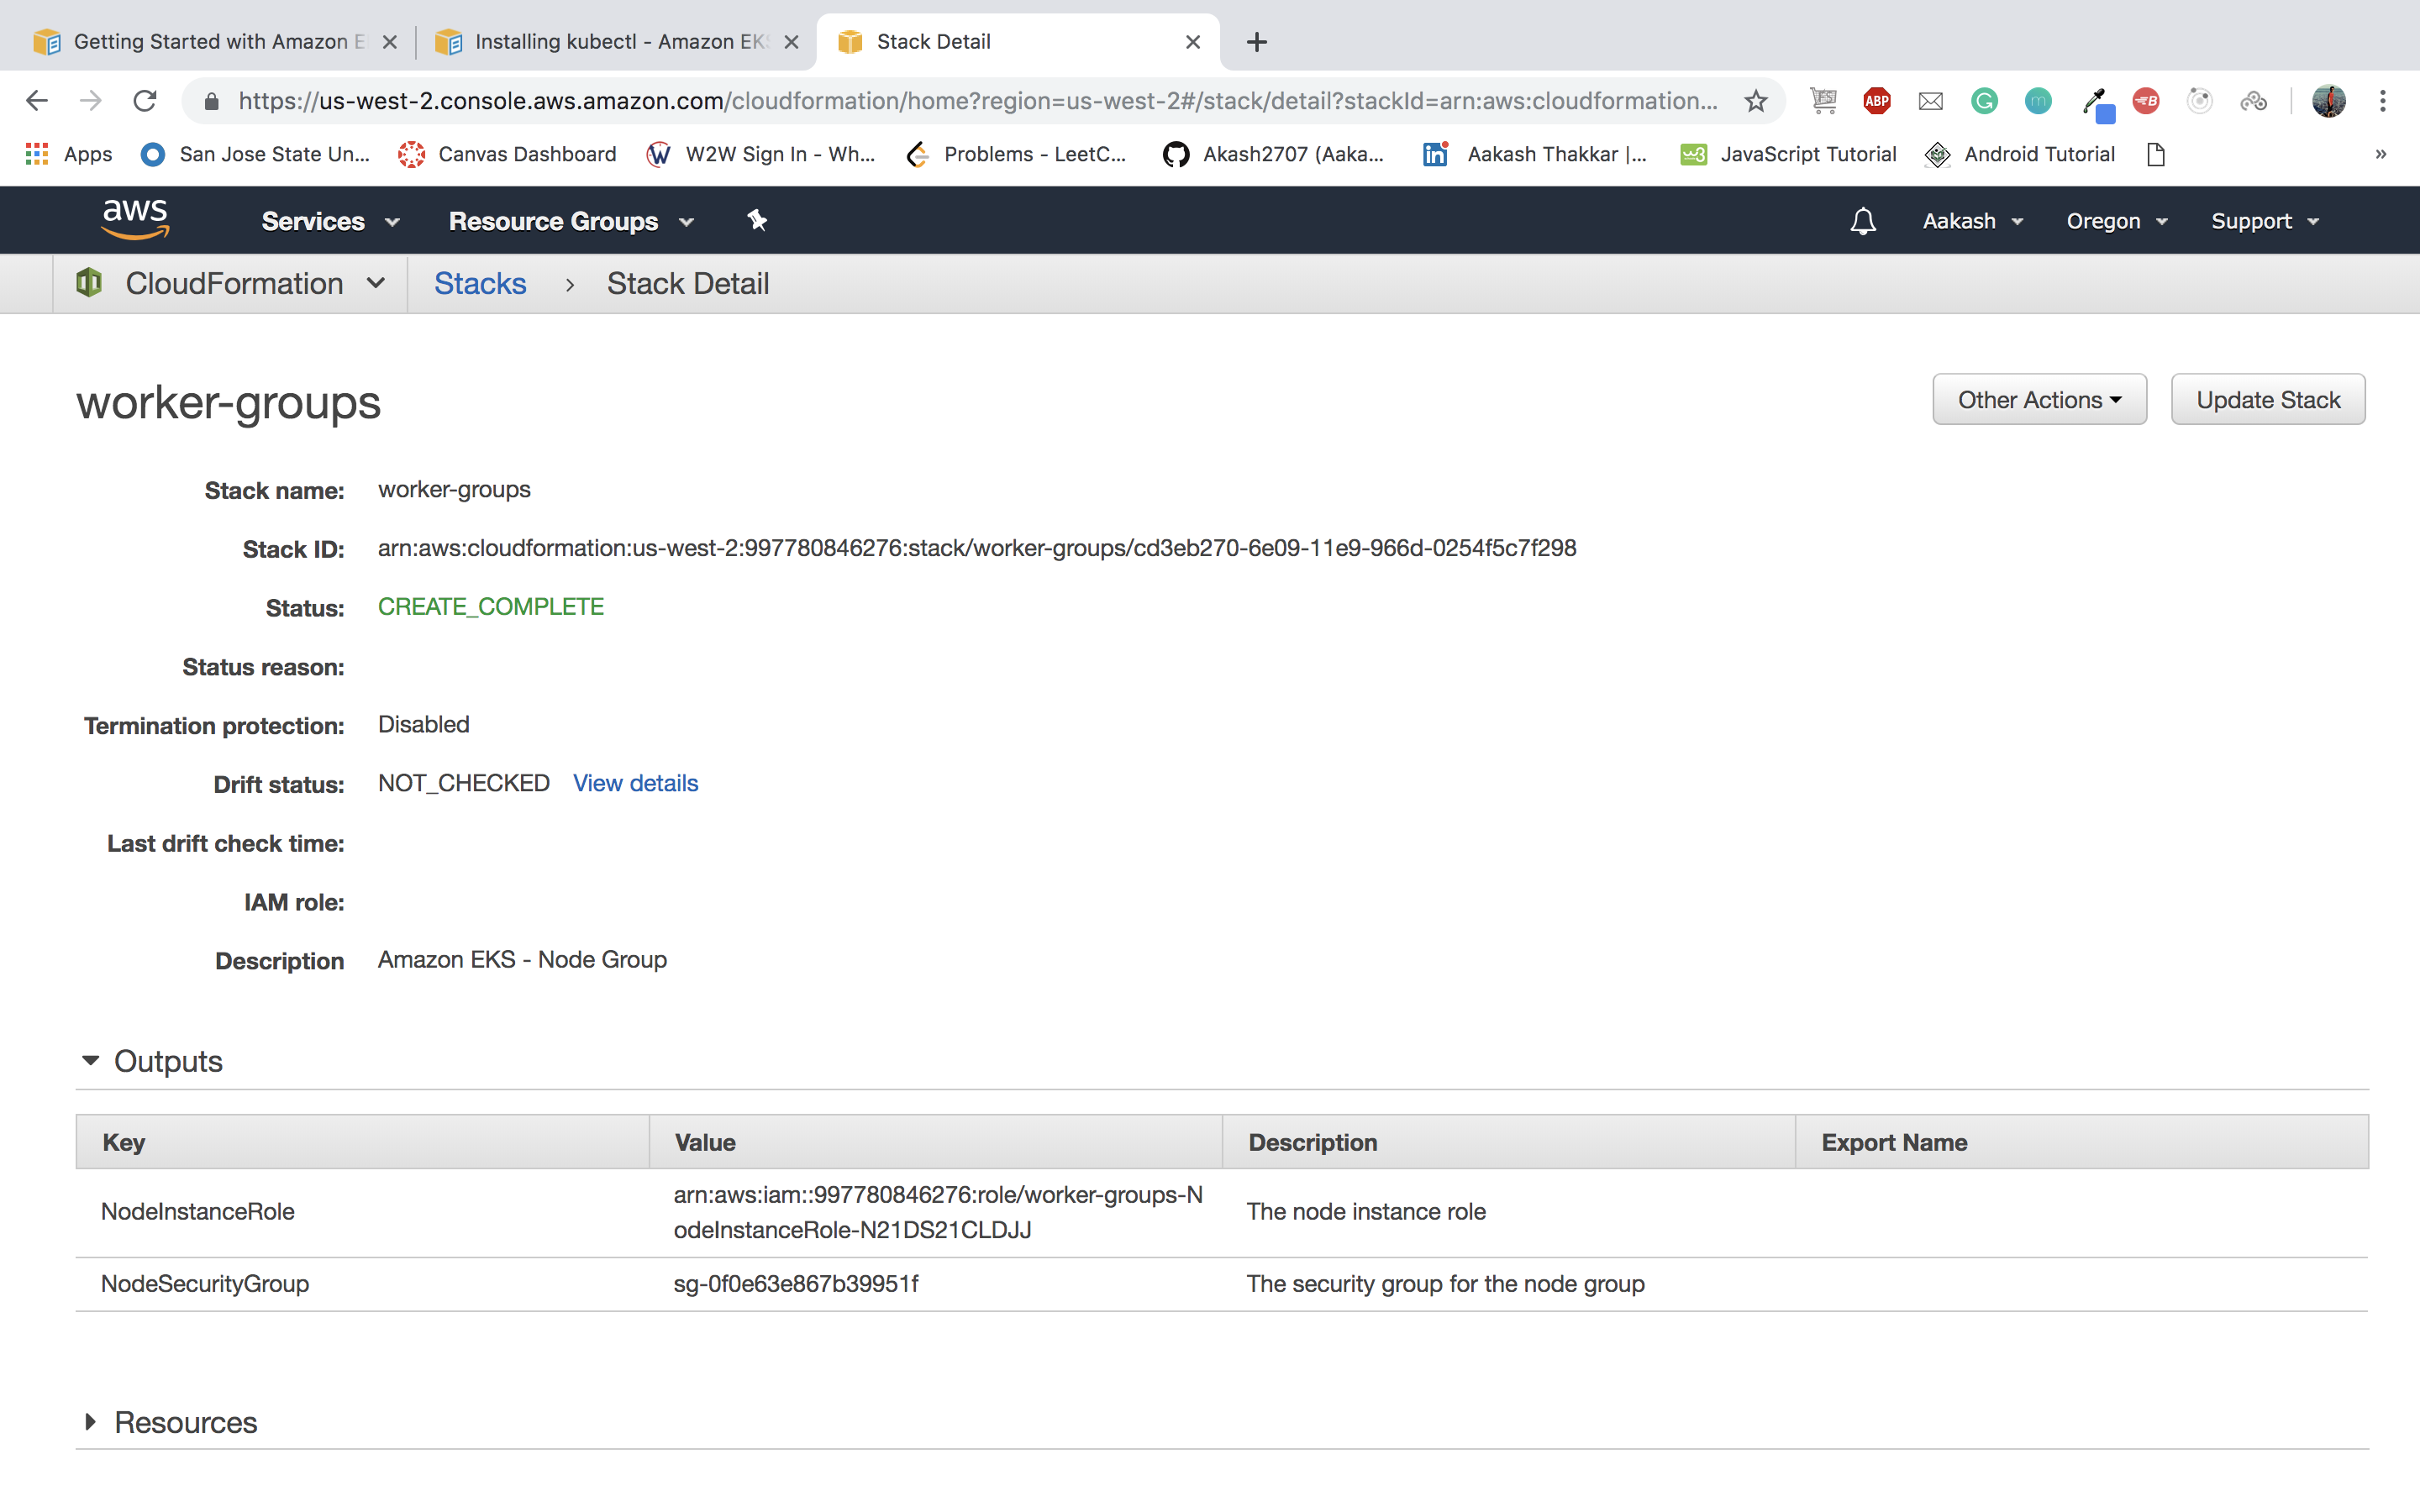 Getting Started with Amazon E
Installing kubectl - Amazon EKS
Stack Detail
https://us-west-2.console.aws.amazon.com/cloudformation/home?region=us-west-2#/stack/detail?stackId=arn:aws:cloudformation...
ABP
Apps
San Jose State Un...
Canvas Dashboard
W2W Sign In - Wh...
Problems - LeetC...
Akash2707 (Aaka...
Aakash Thakkar |...
JavaScript Tutorial
Android Tutorial
»
aws
Services
Resource Groups
Aakash
Oregon
Support
CloudFormation
Stacks
Stack Detail
worker-groups
Other Actions
Update Stack
Stack name: worker-groups
Stack ID: arn:aws:cloudformation:us-west-2:997780846276:stack/worker-groups/cd3eb270-6e09-11e9-966d-0254f5c7f298
Status: CREATE_COMPLETE
Status reason:
Termination protection: Disabled
Drift status: NOT_CHECKED View details
Last drift check time:
IAM role:
Description Amazon EKS - Node Group
Outputs
Key Value Description Export Name
NodeInstanceRole
arn:aws:iam::997780846276:role/worker-groups-N
odeInstanceRole-N21DS21CLDJJ
The node instance role
NodeSecurityGroup sg-0f0e63e867b39951f The security group for the node group
Resources